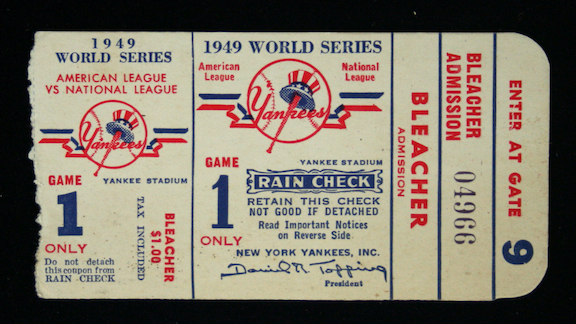 1949
WORLD SERIES
AMERICAN LEAGUE
VS NATIONAL LEAGUE
Yankees
GAME
YANKEE STADIUM
1
ONLY
Do not detach
this coupon from
RAIN CHECK
TAX INCLUDED
BLEACHER
$1.00
1949 WORLD SERIES
American
League
National
League
Yankees
GAME
1
ONLY
YANKEE STADIUM
RAIN CHECK
RETAIN THIS CHECK
NOT GOOD IF DETACHED
Read Important Notices
on Reverse Side.
NEW YORK YANKEES, INC.
Daniel R. Topping
President
BLEACHER
ADMISSION
BLEACHER
ADMISSION
04966
ENTER AT GATE
9